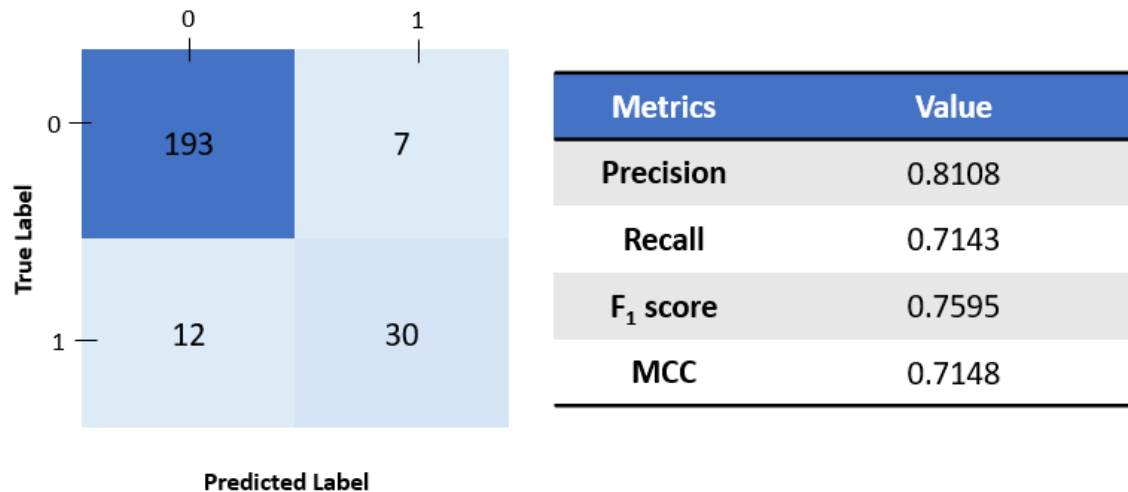 0 1
0 193 7
1 12 30
True Label
Predicted Label
Metrics Value
Precision 0.8108
Recall 0.7143
F₁ score 0.7595
MCC 0.7148